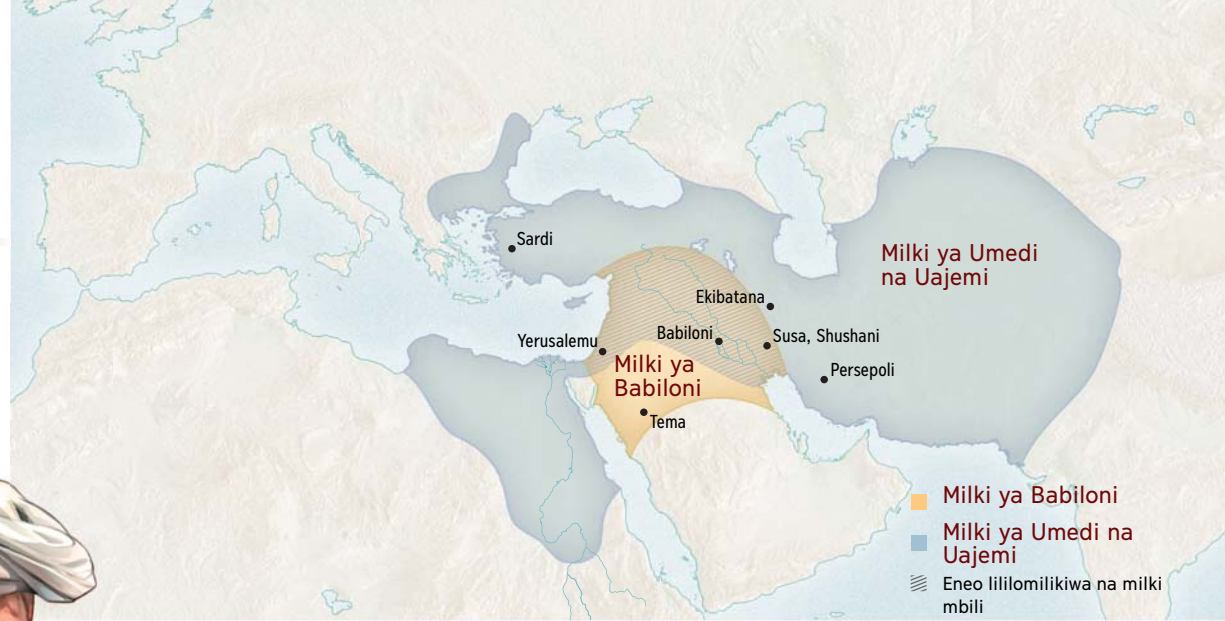 Sardi
Milki ya Umedi
na Uajemi
Ekibatana
Babiloni
Susa, Shushani
Yerusalemu
Milki ya
Babiloni
Persepoli
Tema
Milki ya Babiloni
Milki ya Umedi na
Uajemi
Eneo lililomilikiwa na milki
mbili